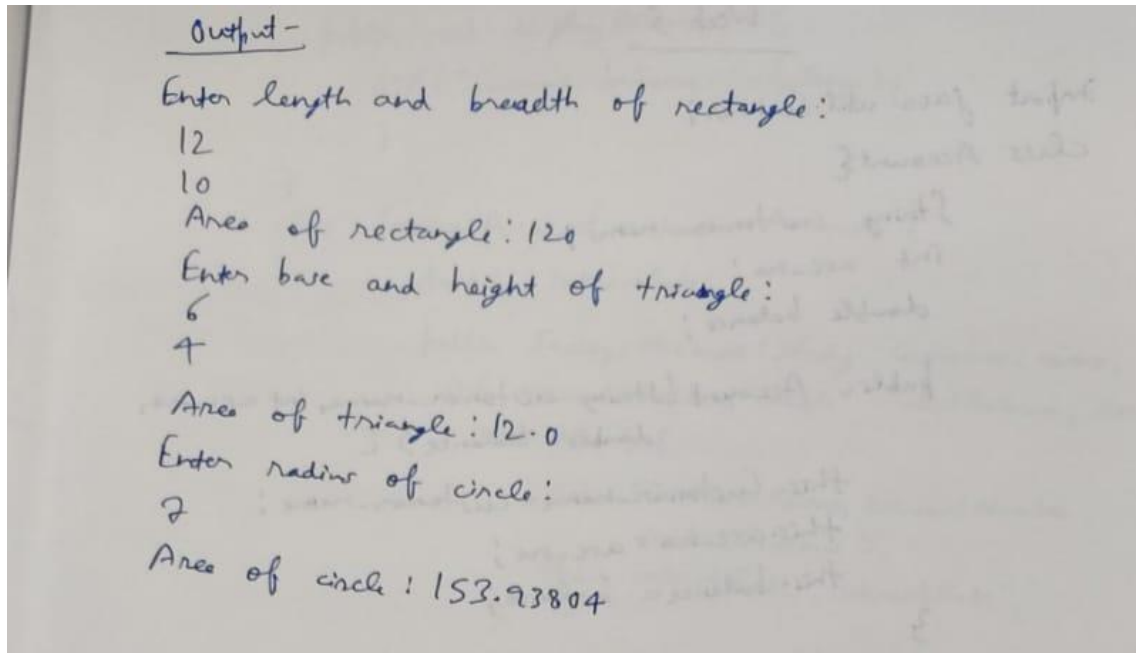 Output -
Enter length and breadth of rectangle:
12
10
Area of rectangle: 120
Enter base and height of triangle:
6
4
Area of triangle: 12.0
Enter radius of circle:
7
Area of circle: 153.93804